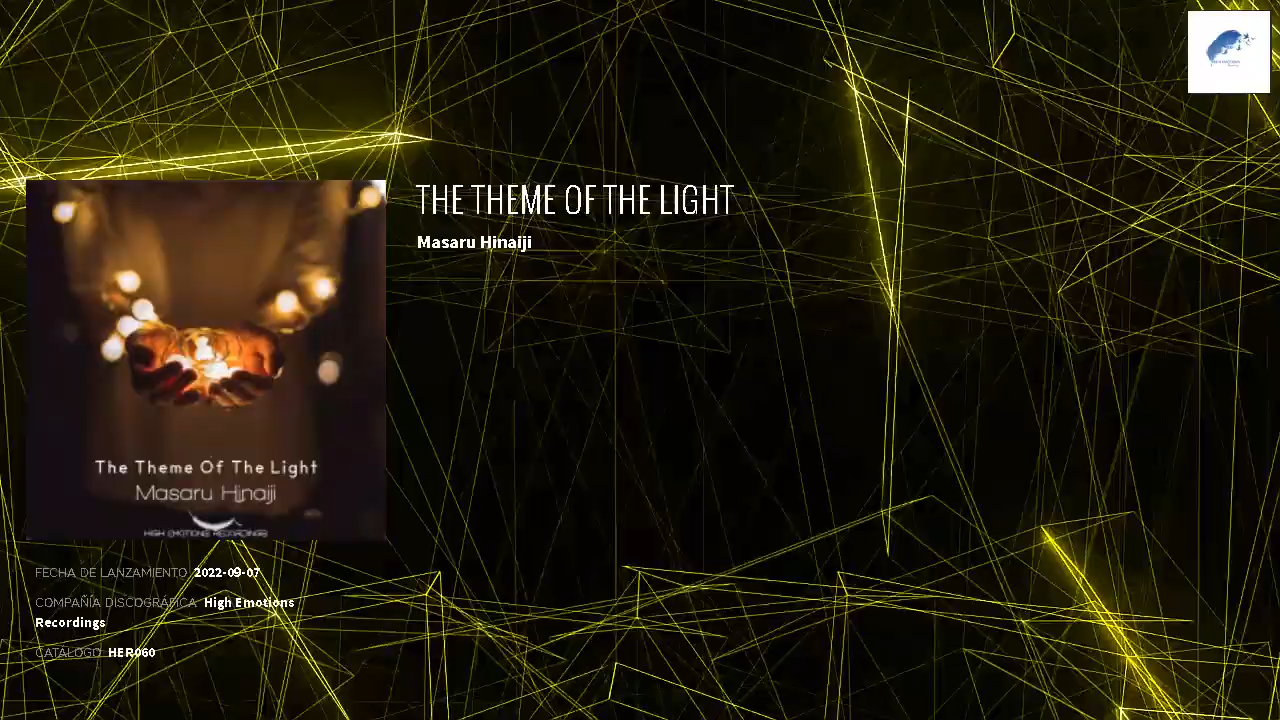 THE THEME OF THE LIGHT
Masaru Hinaiji
The Theme Of The Light
Masaru Hinaiji
HIGH EMOTIONS RECORDINGS
FECHA DE LANZAMIENTO 2022-09-07
COMPAÑÍA DISCOGRÁFICA High Emotions
Recordings
CATÁLOGO HER060